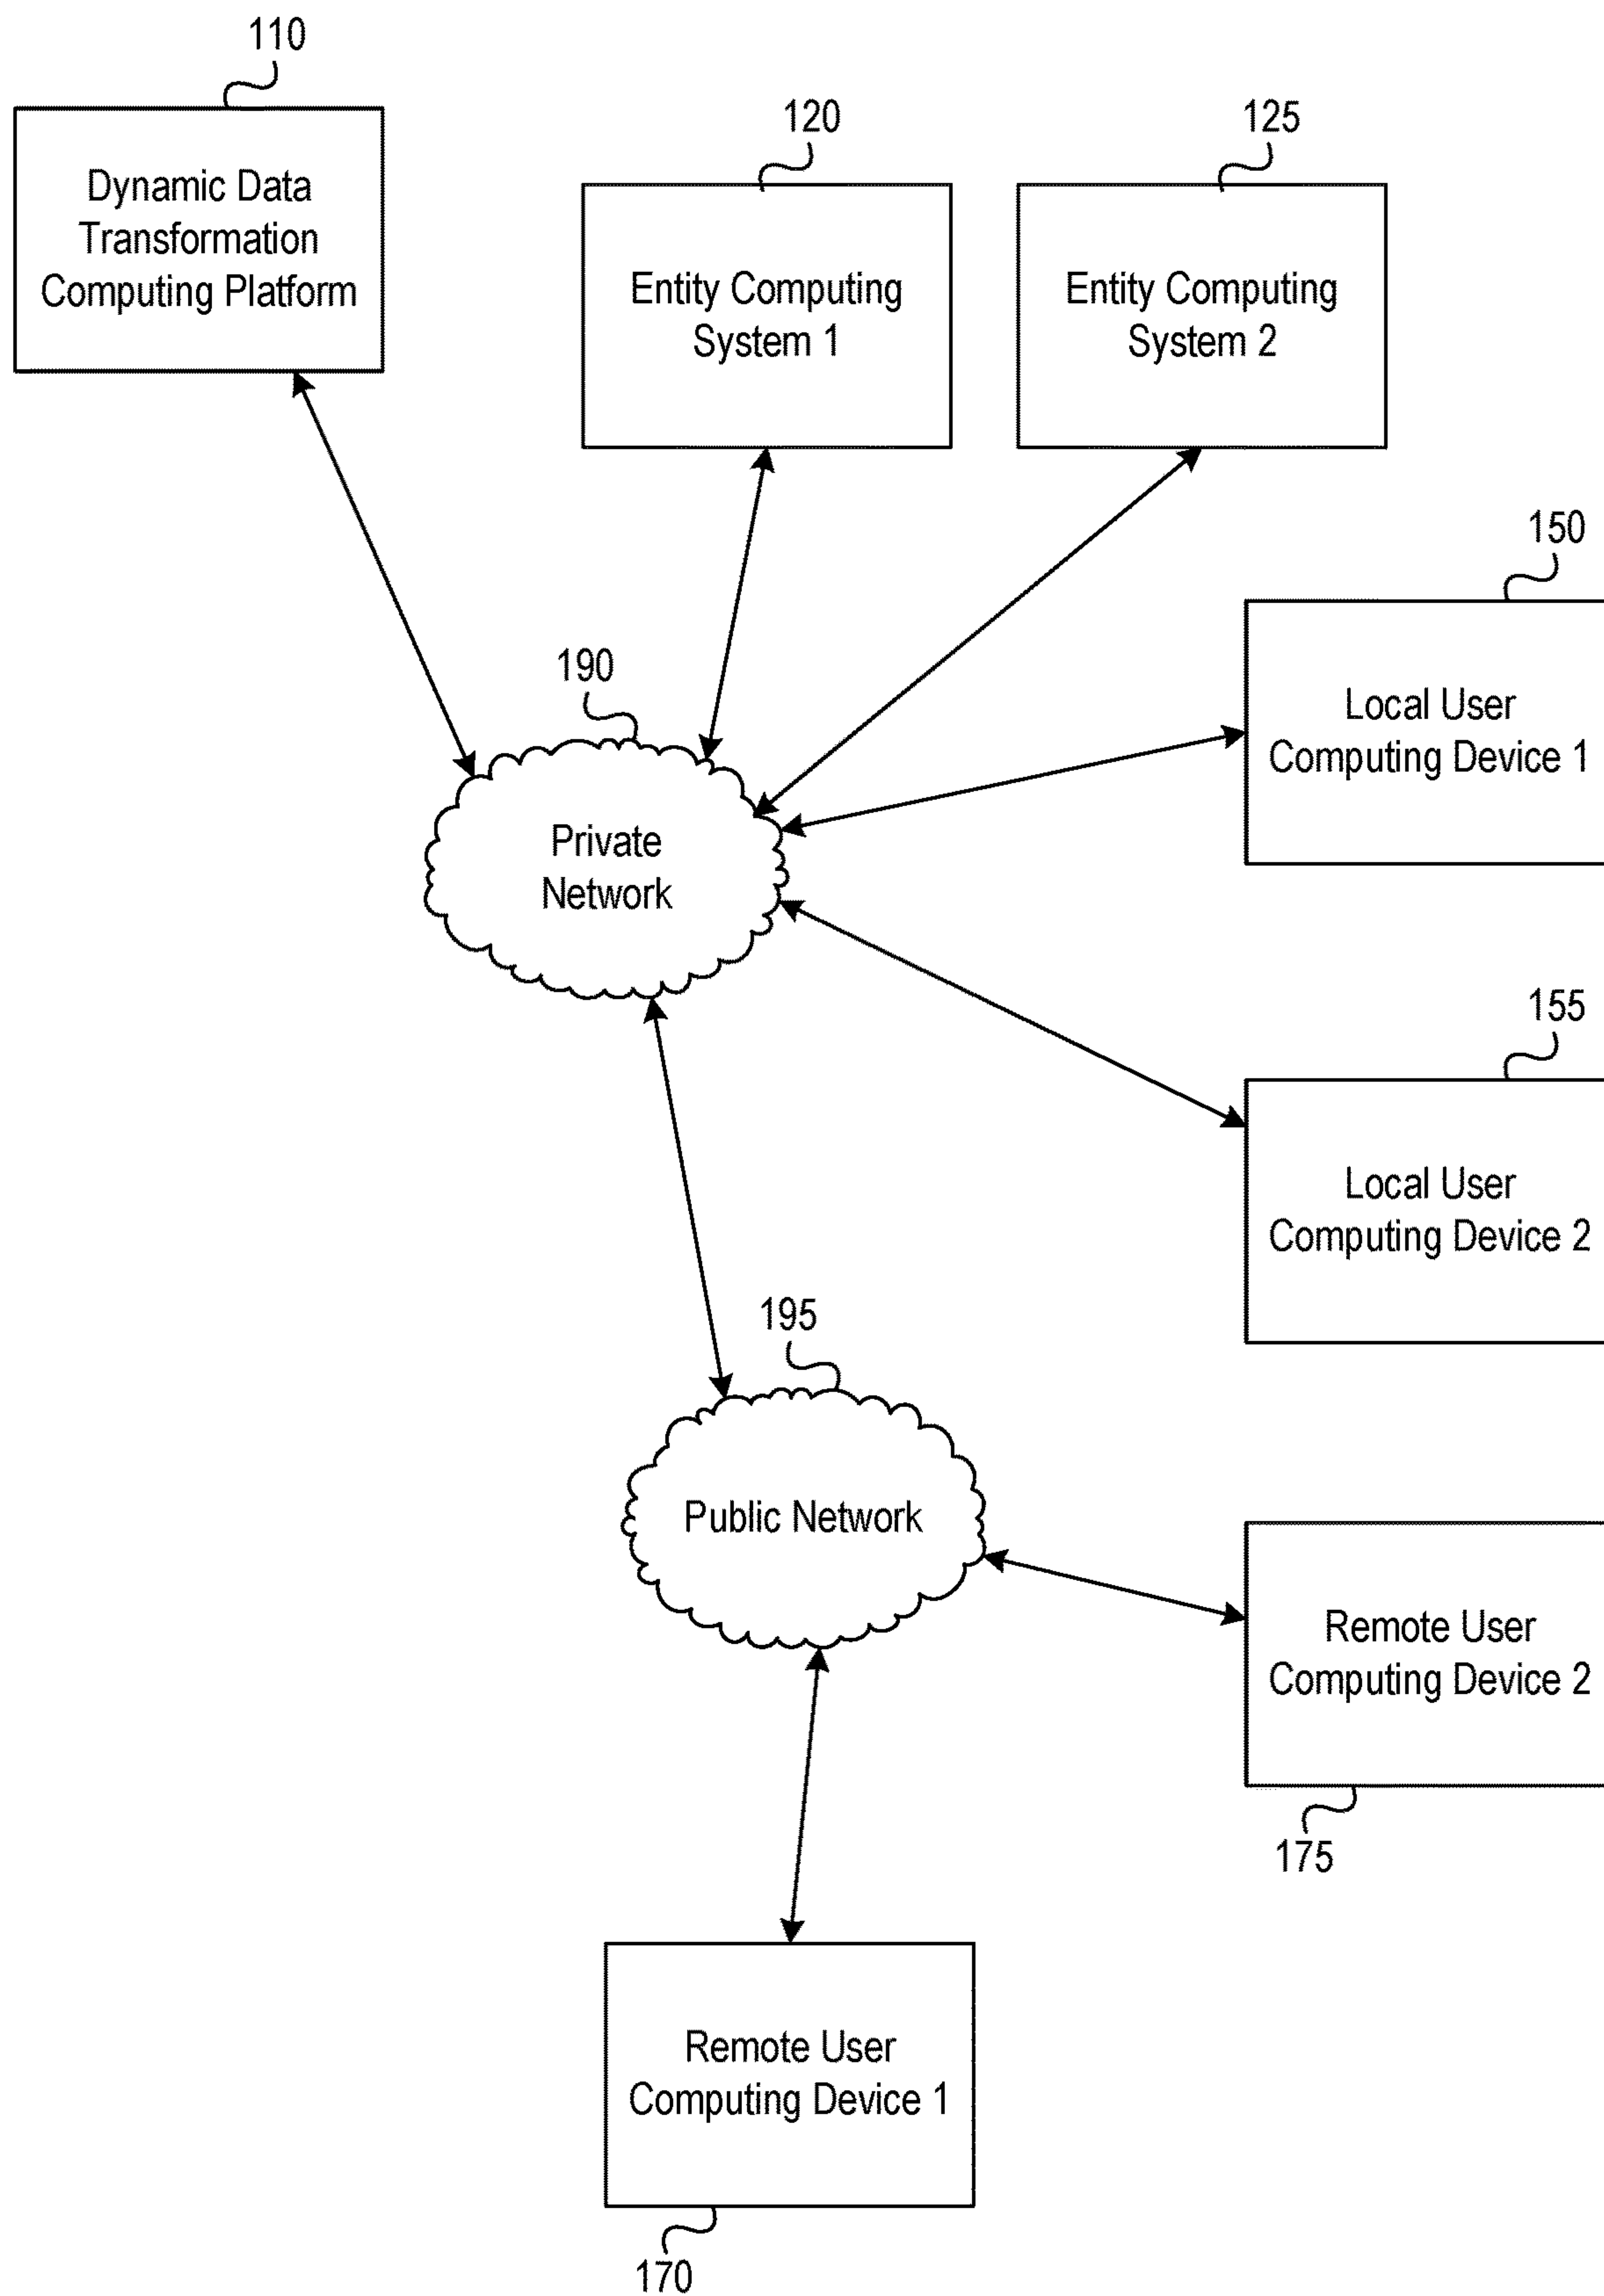 110
Dynamic Data
Transformation
Computing Platform
120
Entity Computing
System 1
125
Entity Computing
System 2
150
Local User
Computing Device 1
190
Private
Network
155
Local User
Computing Device 2
195
Public Network
Remote User
Computing Device 2
175
Remote User
Computing Device 1
170